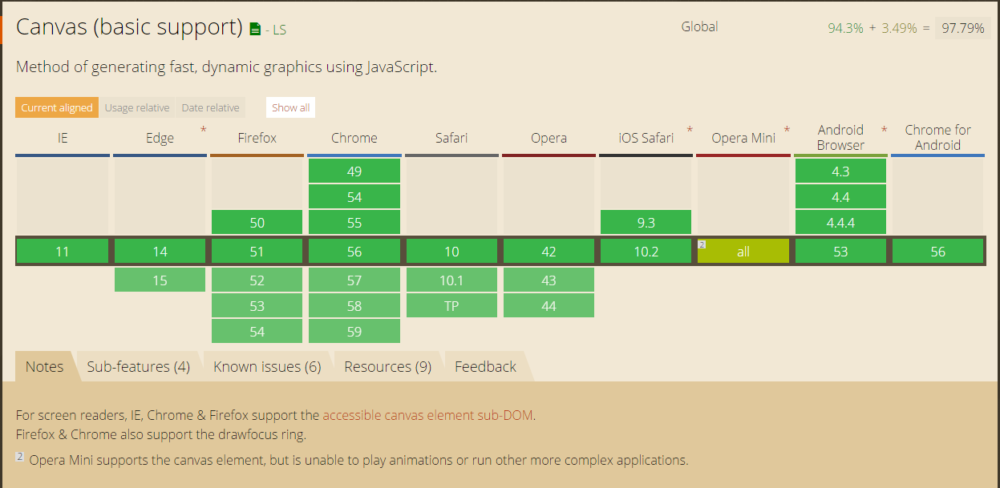 Canvas (basic support) - LS
Global 94.3% + 3.49% = 97.79%
Method of generating fast, dynamic graphics using JavaScript.
Current aligned Usage relative Date relative Show all
IE Edge * Firefox Chrome Safari Opera iOS Safari * Opera Mini * Android Browser * Chrome for Android
49 4.3
54 4.4
50 55 9.3 4.4.4
11 14 51 56 10 42 10.2 2 all 53 56
15 52 57 10.1 43
53 58 TP 44
54 59
Notes Sub-features (4) Known issues (6) Resources (9) Feedback
For screen readers, IE, Chrome & Firefox support the accessible canvas element sub-DOM.
Firefox & Chrome also support the drawfocus ring.
2 Opera Mini supports the canvas element, but is unable to play animations or run other more complex applications.